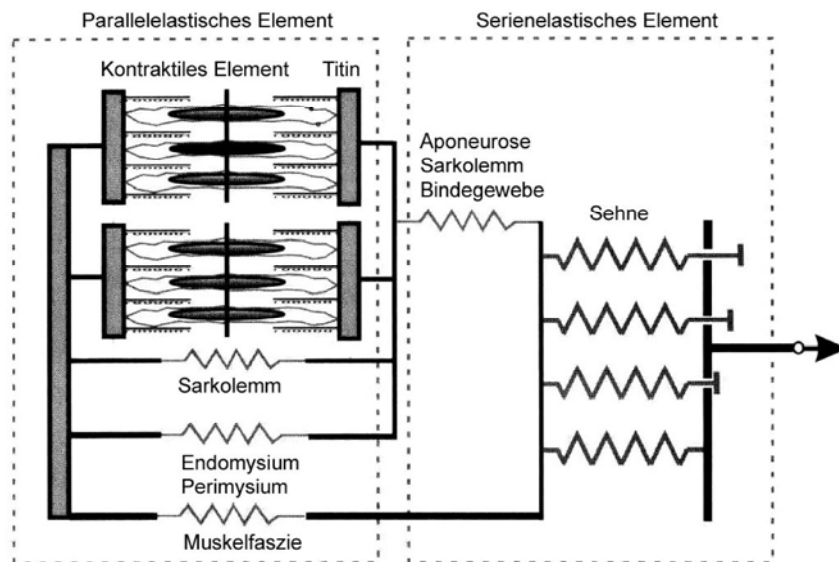 Parallelelastisches Element
Serienelastisches Element
Kontraktiles Element
Titin
Aponeurose
Sarkolemm
Bindegewebe
Sehne
Sarkolemm
Endomysium
Perimysium
Muskelfaszie